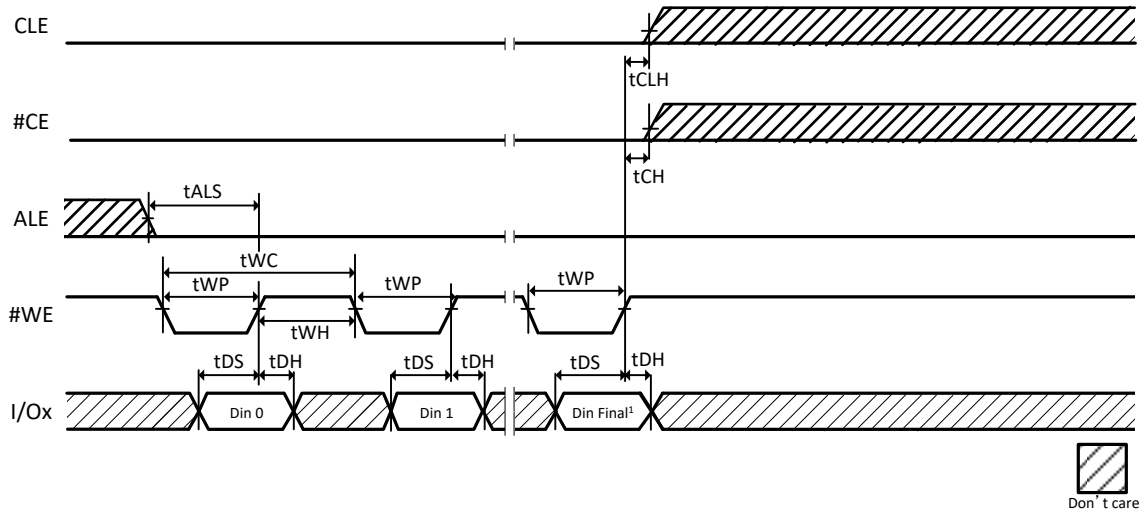 CLE
tCLH
#CE
tCH
ALE
tALS
tWC
#WE
tWP
tWP
tWP
tWH
tDS
tDH
tDS
tDH
tDS
tDH
I/Ox
Din 0
Din 1
Din Final¹
Don’t care